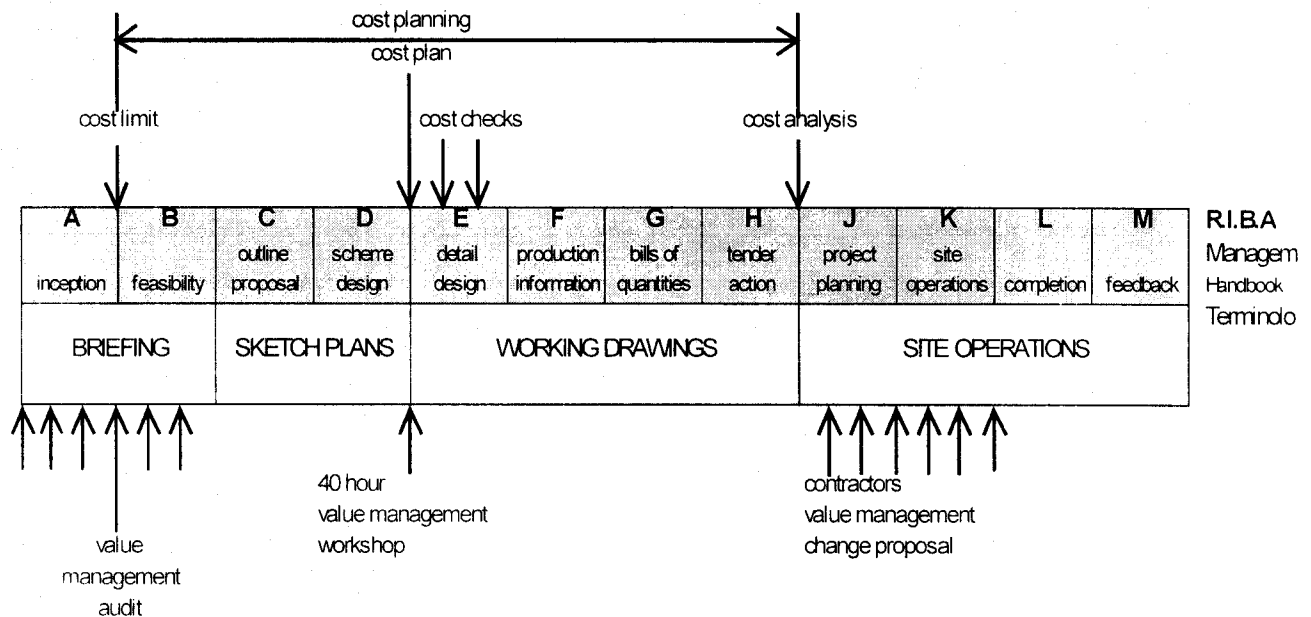 cost planning
cost plan
cost limit
cost checks
cost analysis
A B C D E F G H J K L M R.I.B.A
inception
feasibility
outline
proposal
scheme
design
detail
design
production
information
bills of
quantities
tender
action
project
planning
site
operations
completion
feedback
Managem
Handbook
Terminolo
BRIEFING SKETCH PLANS WORKING DRAWINGS SITE OPERATIONS
value
management
audit
40 hour
value management
workshop
contractors
value management
change proposal